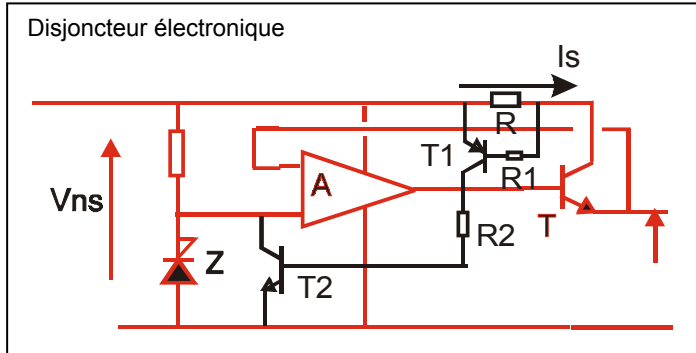 Disjoncteur électronique
Is
R
T1
R1
A
Vns
R2
T
Z
T2